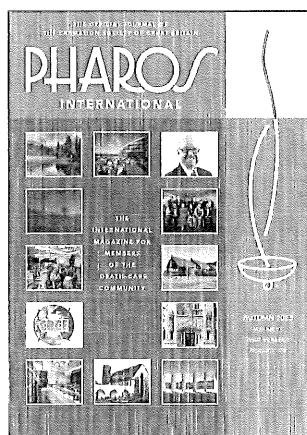 THE OFFICIAL JOURNAL OF
THE CREMATION SOCIETY OF GREAT BRITAIN
PHAROS
INTERNATIONAL
THE
INTERNATIONAL
MAGAZINE FOR
MEMBERS
OF THE
DEATH-CARE
COMMUNITY